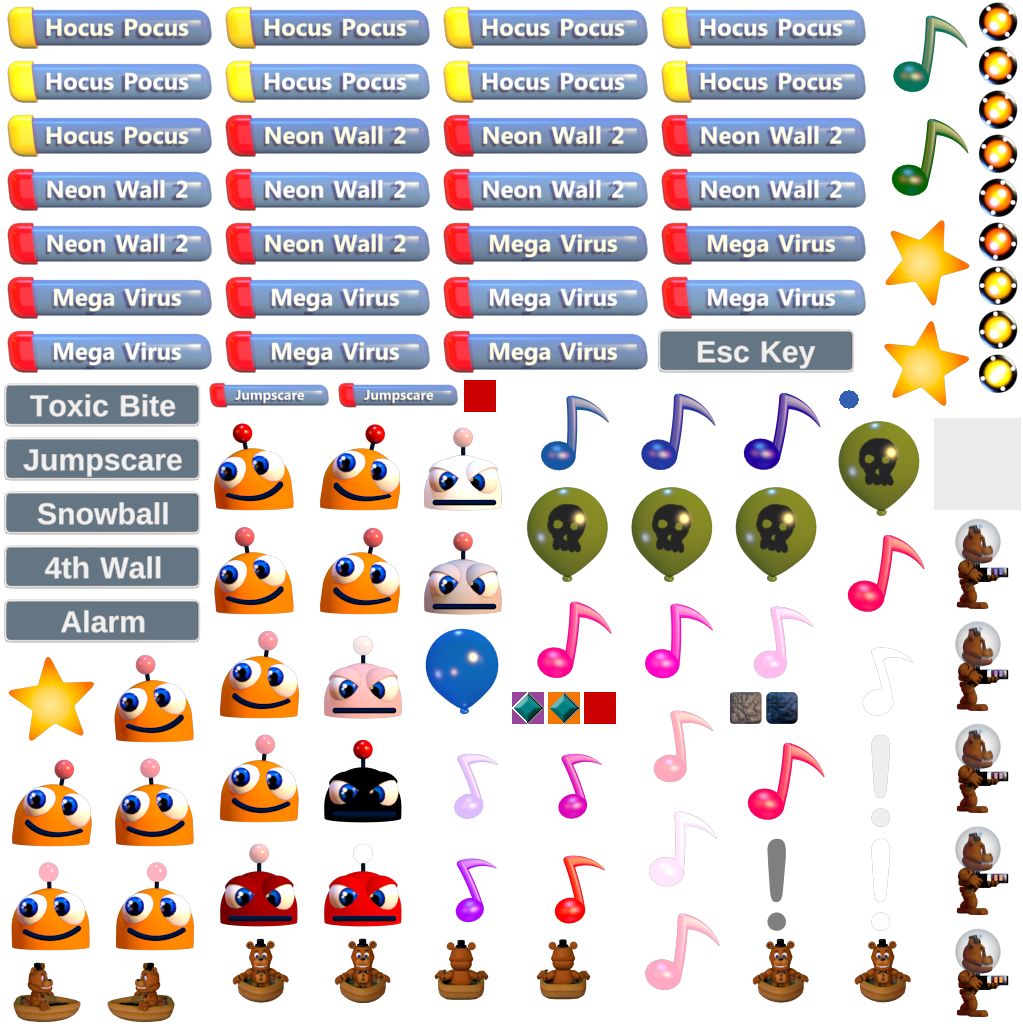 Hocus Pocus Hocus Pocus Hocus Pocus Hocus Pocus
Hocus Pocus Hocus Pocus Hocus Pocus Hocus Pocus
Hocus Pocus Neon Wall 2 Neon Wall 2 Neon Wall 2
Neon Wall 2 Neon Wall 2 Neon Wall 2 Neon Wall 2
Neon Wall 2 Neon Wall 2 Mega Virus Mega Virus
Mega Virus Mega Virus Mega Virus Mega Virus
Mega Virus Mega Virus Mega Virus Esc Key
Toxic Bite Jumpscare Jumpscare
Jumpscare
Snowball
4th Wall
Alarm